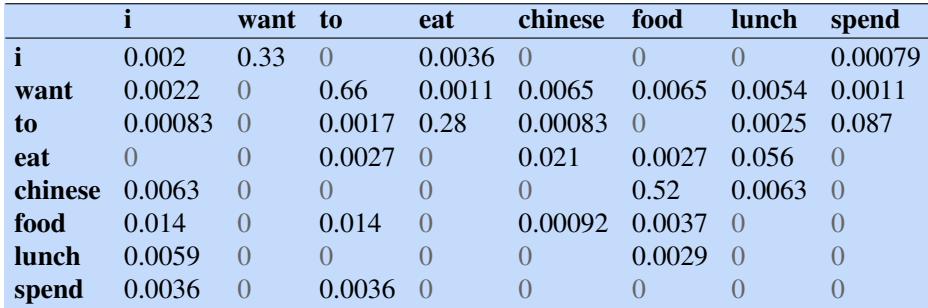 i want to eat chinese food lunch spend
i 0.002 0.33 0 0.0036 0 0 0 0.00079
want 0.0022 0 0.66 0.0011 0.0065 0.0065 0.0054 0.0011
to 0.00083 0 0.0017 0.28 0.00083 0 0.0025 0.087
eat 0 0 0.0027 0 0.021 0.0027 0.056 0
chinese 0.0063 0 0 0 0 0.52 0.0063 0
food 0.014 0 0.014 0 0.00092 0.0037 0 0
lunch 0.0059 0 0 0 0 0.0029 0 0
spend 0.0036 0 0.0036 0 0 0 0 0